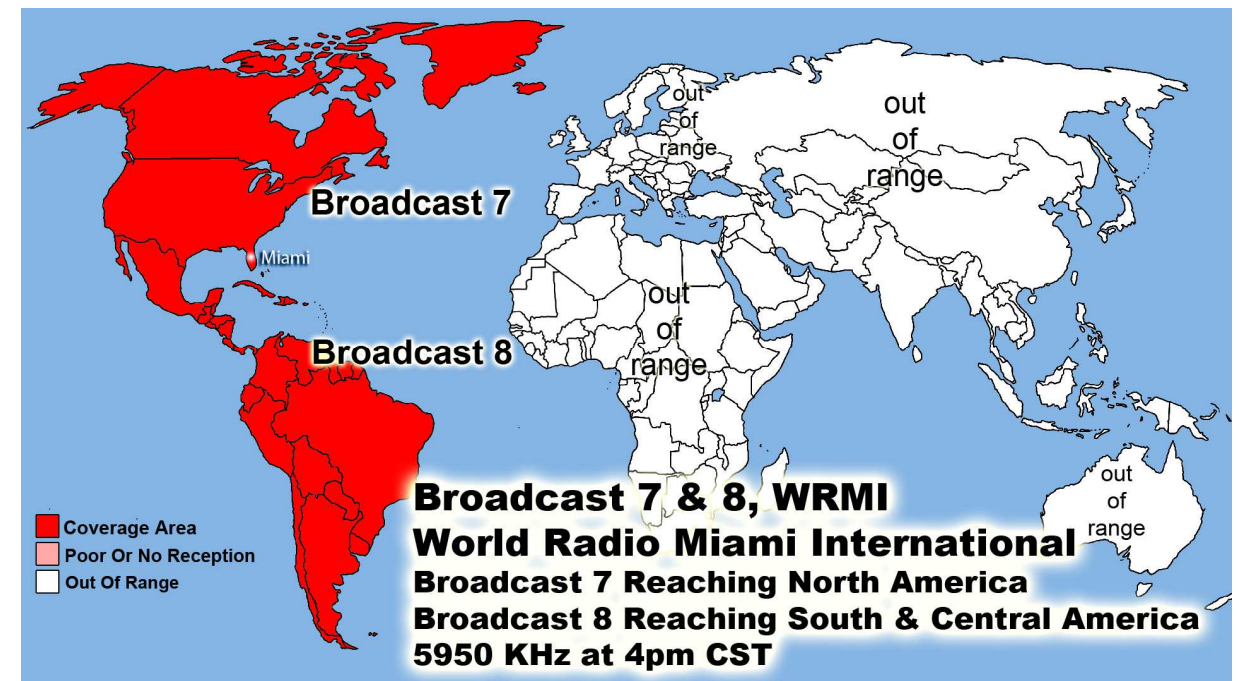 out
of
range
out
of
range
Broadcast 7
Miami
out
of
range
Broadcast 8
out
of
range
Broadcast 7 & 8, WRMI
World Radio Miami International
Broadcast 7 Reaching North America
Broadcast 8 Reaching South & Central America
5950 KHz at 4pm CST
Coverage Area
Poor Or No Reception
Out Of Range